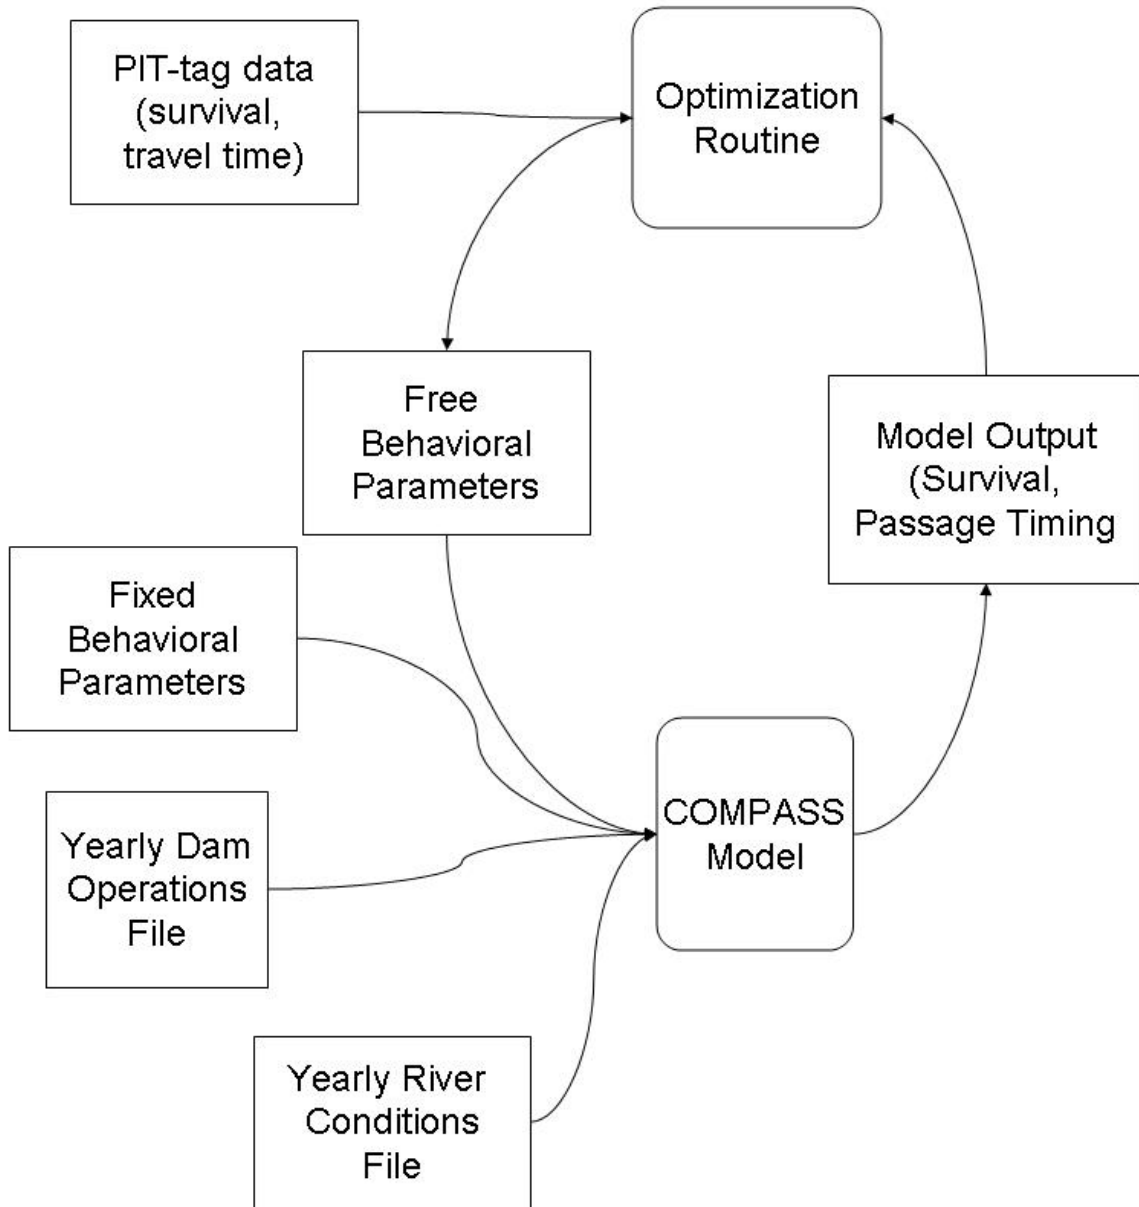 PIT-tag data
(survival,
travel time)
Optimization
Routine
Free
Behavioral
Parameters
Model Output
(Survival,
Passage Timing
Fixed
Behavioral
Parameters
Yearly Dam
Operations
File
COMPASS
Model
Yearly River
Conditions
File